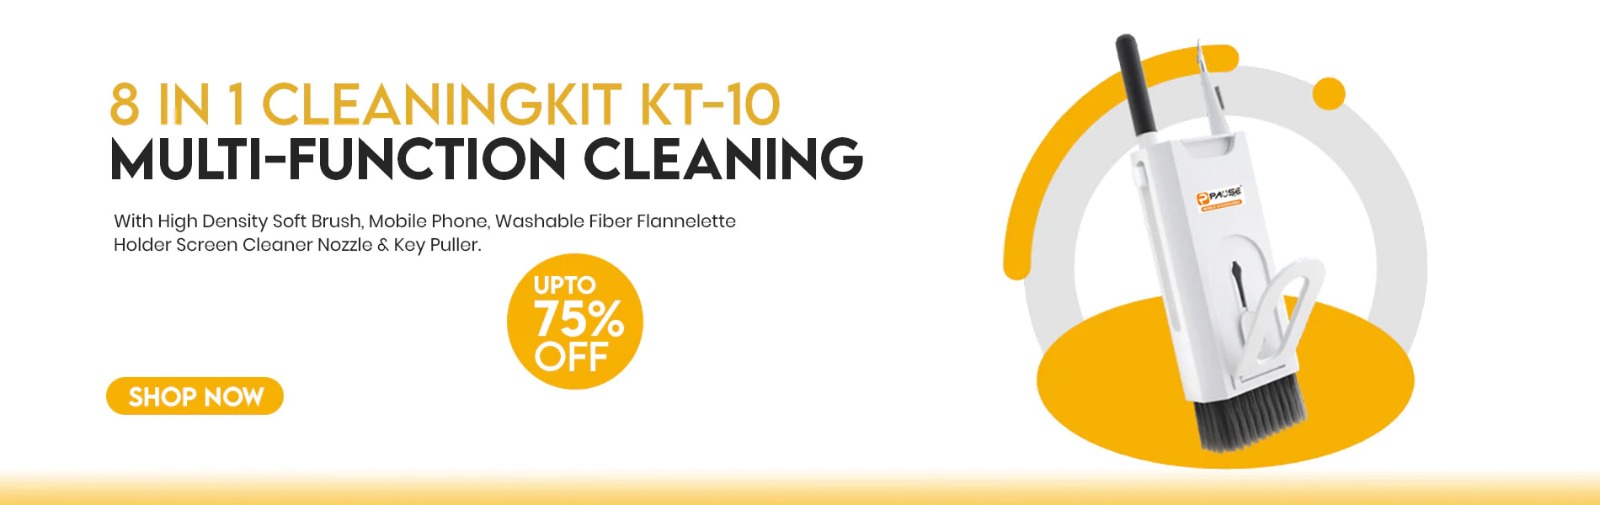 8 IN 1 CLEANINGKIT KT-10
MULTI-FUNCTION CLEANING
With High Density Soft Brush, Mobile Phone, Washable Fiber Flannelette
Holder Screen Cleaner Nozzle & Key Puller.
UPTO
75%
OFF
SHOP NOW
PAUSE